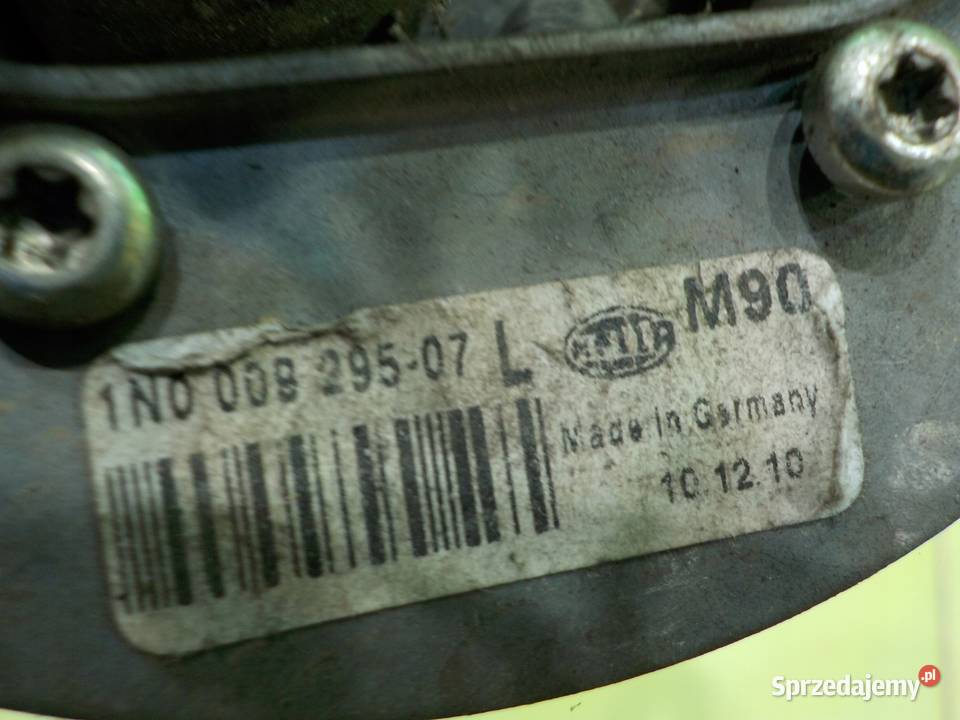 1N0 008 295-07 L HELLA M90
Made in Germany
10.12.10
Sprzedajemy.pl